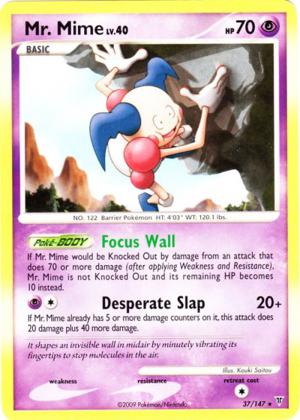 Mr. Mime LV.40 HP 70
BASIC
NO. 122 Barrier Pokémon HT: 4'03" WT: 120.1 lbs.
Poké-BODY Focus Wall
If Mr. Mime would be Knocked Out by damage from an attack that
does 70 or more damage (after applying Weakness and Resistance),
Mr. Mime is not Knocked Out and its remaining HP becomes
10 instead.
Desperate Slap 20+
If Mr. Mime already has 5 or more damage counters on it, this attack does
20 damage plus 40 more damage.
It shapes an invisible wall in midair by minutely vibrating its
fingertips to stop molecules in the air.
Illus. Kouki Saitou
weakness resistance retreat cost
©2009 Pokémon/Nintendo 37/147 ★